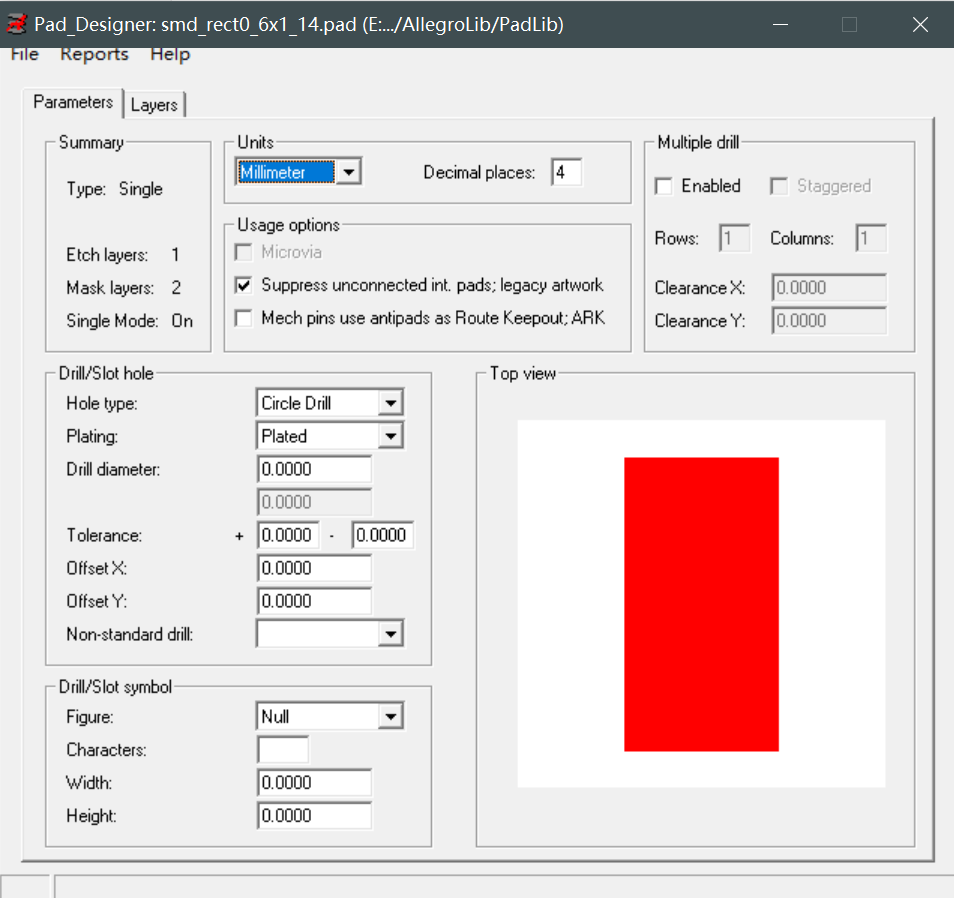 Pad_Designer: smd_rect0_6x1_14.pad (E:.../AllegroLib/PadLib)
File Reports Help
Parameters Layers
Summary
Type: Single
Etch layers: 1
Mask layers: 2
Single Mode: On
Units
Millimeter Decimal places: 4
Usage options
Microvia
Suppress unconnected int. pads; legacy artwork
Mech pins use antipads as Route Keepout; ARK
Multiple drill
Enabled Staggered
Rows: 1 Columns: 1
Clearance X: 0.0000
Clearance Y: 0.0000
Drill/Slot hole
Hole type: Circle Drill
Plating: Plated
Drill diameter: 0.0000
0.0000
Tolerance: + 0.0000 - 0.0000
Offset X: 0.0000
Offset Y: 0.0000
Non-standard drill:
Drill/Slot symbol
Figure: Null
Characters:
Width: 0.0000
Height: 0.0000
Top view